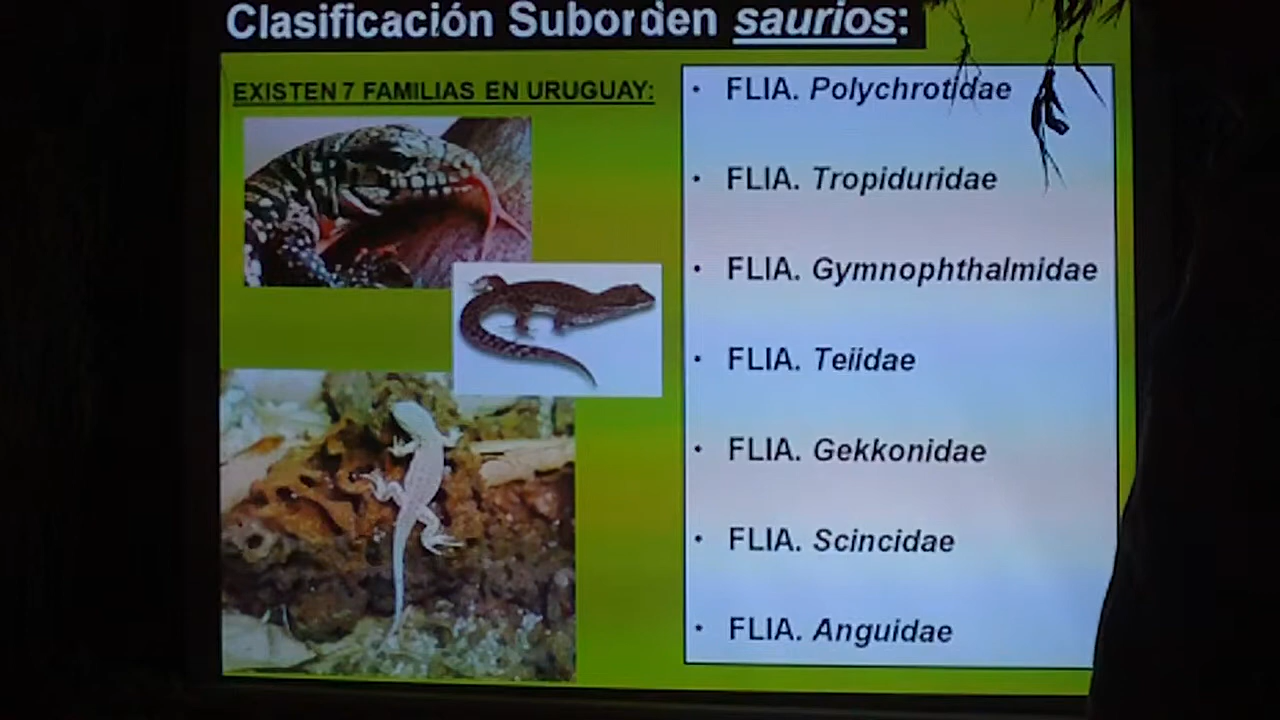 Clasificación Suborden saurios:
EXISTEN 7 FAMILIAS EN URUGUAY:
• FLIA. Polychrotidae
• FLIA. Tropiduridae
• FLIA. Gymnophthalmidae
• FLIA. Teiidae
• FLIA. Gekkonidae
• FLIA. Scincidae
• FLIA. Anguidae